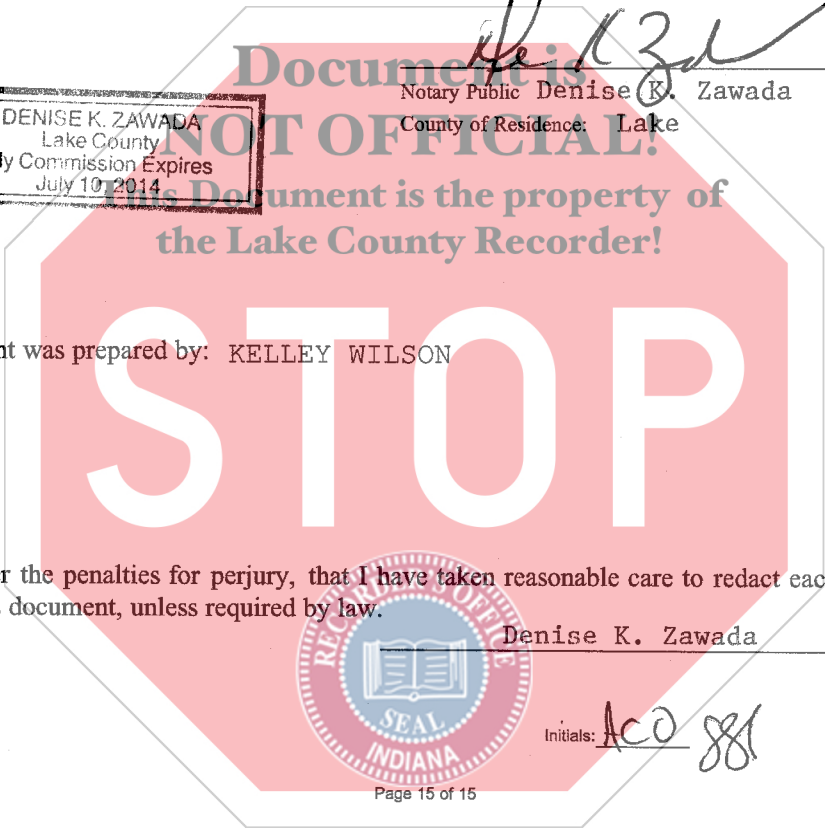 Document is
Notary Public Denise K. Zawada
NOT OFFICIAL!
County of Residence: Lake
DENISE K. ZAWADA
Lake County
y Commission Expires
July 10, 2014
This Document is the property of
the Lake County Recorder!
STOP
nt was prepared by: KELLEY WILSON
r the penalties for perjury, that I have taken reasonable care to redact eac
document, unless required by law.
Denise K. Zawada
RECORDER'S OFFICE
SEAL
INDIANA
Initials: ACO
Page 15 of 15